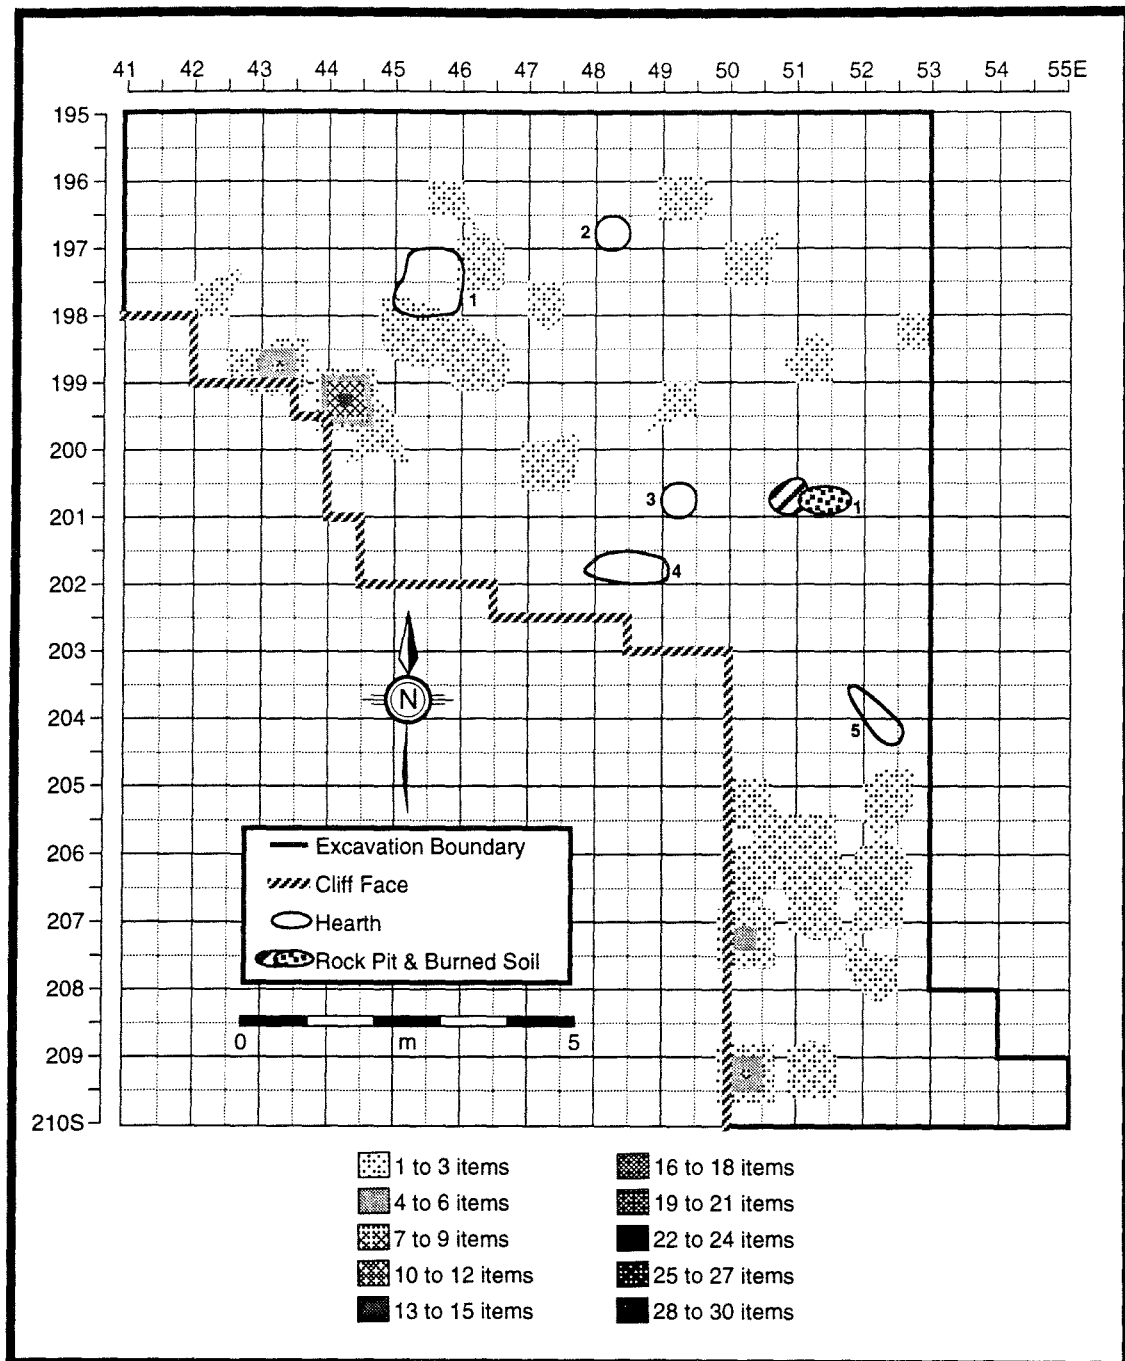 41 42 43 44 45 46 47 48 49 50 51 52 53 54 55E
195
196
2
197
1
198
199
200
3
1
201
4
202
203
N
204
5
205
Excavation Boundary
206
Cliff Face
207
Hearth
Rock Pit & Burned Soil
208
209
0 m 5
210S
1 to 3 items 16 to 18 items
4 to 6 items 19 to 21 items
7 to 9 items 22 to 24 items
10 to 12 items 25 to 27 items
13 to 15 items 28 to 30 items